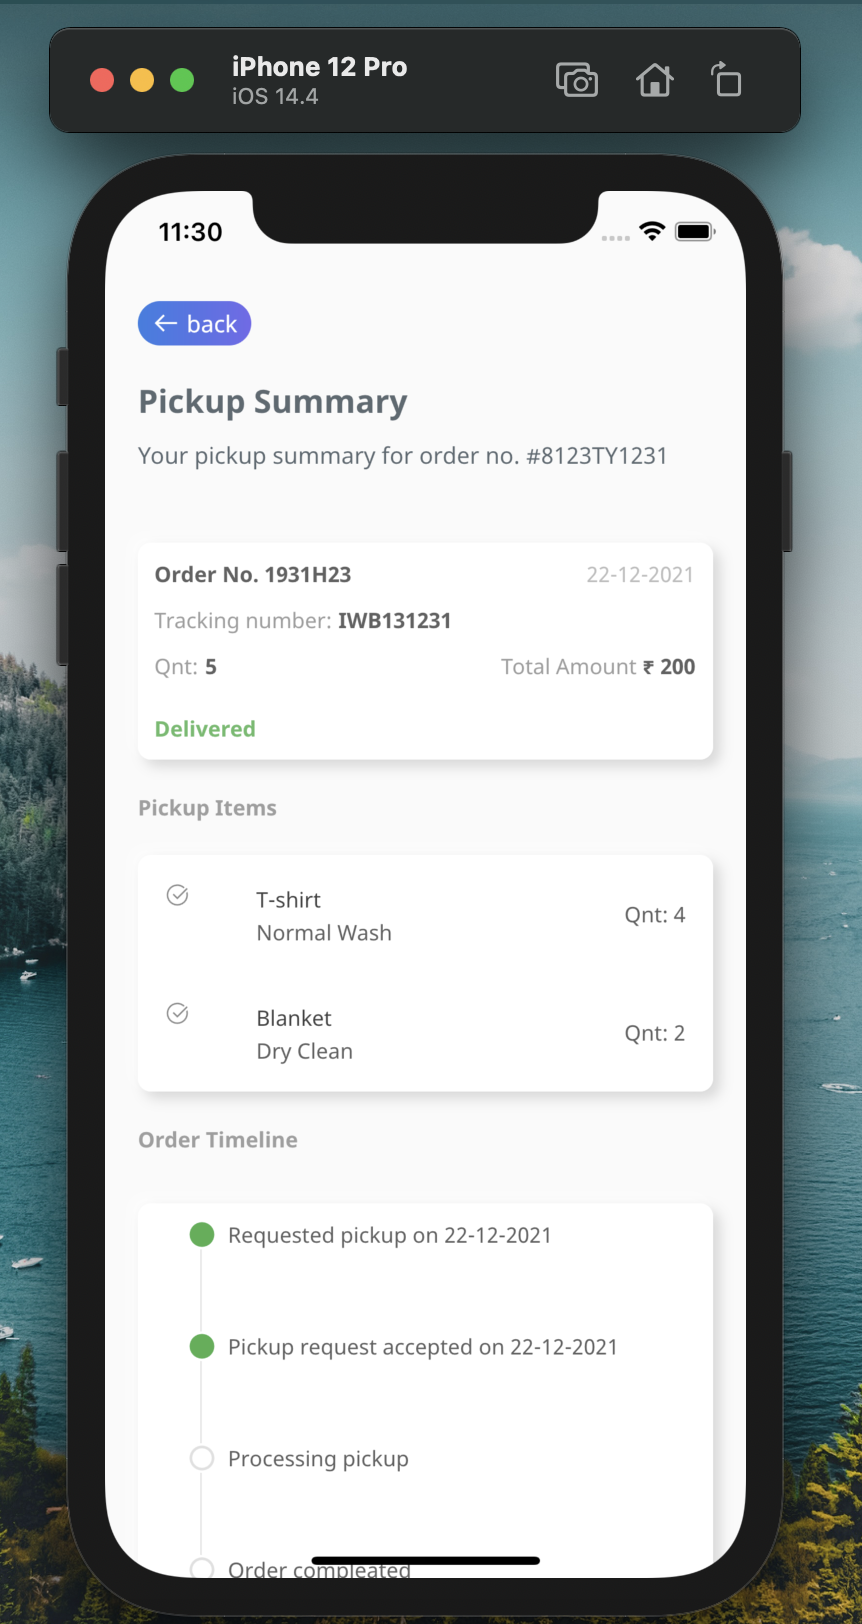 iPhone 12 Pro
iOS 14.4
11:30
← back
Pickup Summary
Your pickup summary for order no. #8123TY1231
Order No. 1931H23 22-12-2021
Tracking number: IWB131231
Qnt: 5 Total Amount ₹ 200
Delivered
Pickup Items
T-shirt
Normal Wash
Qnt: 4
Blanket
Dry Clean
Qnt: 2
Order Timeline
Requested pickup on 22-12-2021
Pickup request accepted on 22-12-2021
Processing pickup
Order compleated